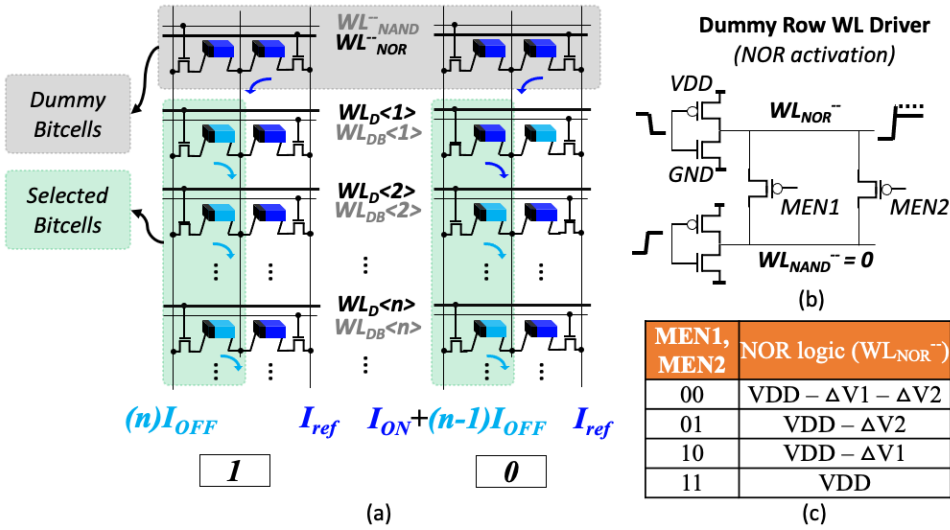 WL--NAND
WL--NOR
Dummy
Bitcells
Selected
Bitcells
WLD<1>
WLDB<1>
WLD<2>
WLDB<2>
WLD<n>
WLDB<n>
(n)IOFF
Iref
ION+(n-1)IOFF
Iref
1
0
(a)
Dummy Row WL Driver
(NOR activation)
VDD
WLNOR--
GND
MEN1
MEN2
WLNAND-- = 0
(b)
MEN1, MEN2
NOR logic (WLNOR--)
00
VDD – ΔV1 – ΔV2
01
VDD – ΔV2
10
VDD – ΔV1
11
VDD
(c)